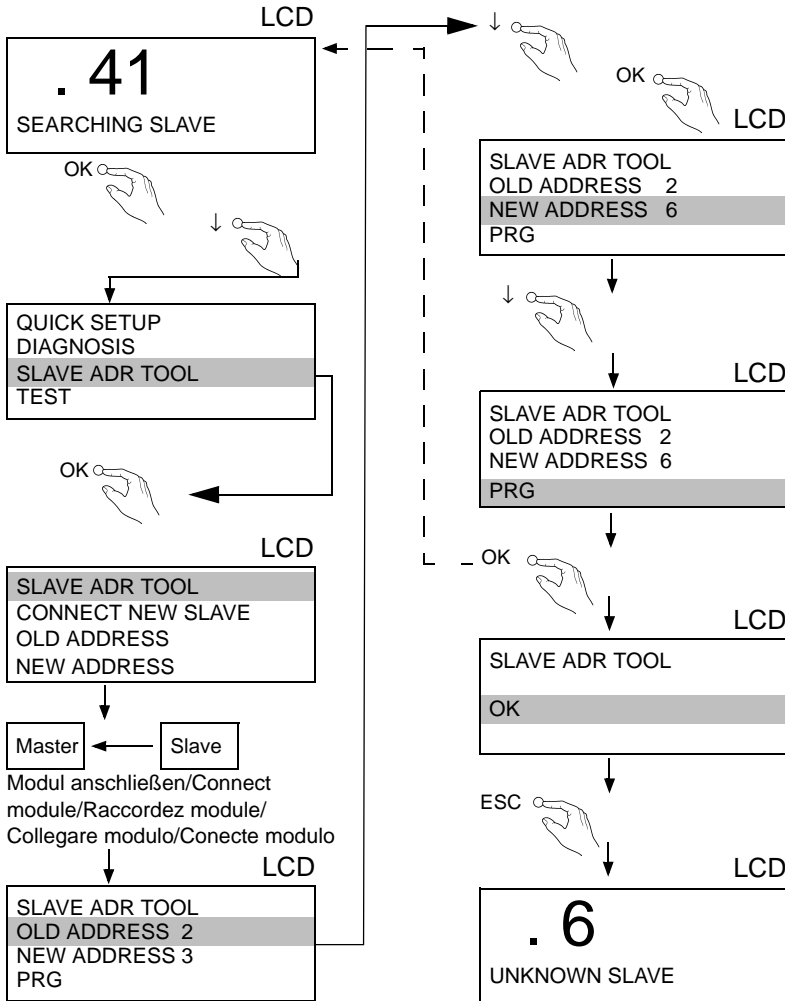 LCD
. 41
SEARCHING SLAVE
OK
↓
QUICK SETUP
DIAGNOSIS
SLAVE ADR TOOL
TEST
OK
LCD
SLAVE ADR TOOL
CONNECT NEW SLAVE
OLD ADDRESS
NEW ADDRESS
Master
Slave
Modul anschließen/Connect
module/Raccordez module/
Collegare modulo/Conecte modulo
LCD
SLAVE ADR TOOL
OLD ADDRESS 2
NEW ADDRESS 3
PRG
↓
OK
LCD
SLAVE ADR TOOL
OLD ADDRESS 2
NEW ADDRESS 6
PRG
↓
LCD
SLAVE ADR TOOL
OLD ADDRESS 2
NEW ADDRESS 6
PRG
OK
LCD
SLAVE ADR TOOL
OK
ESC
LCD
. 6
UNKNOWN SLAVE